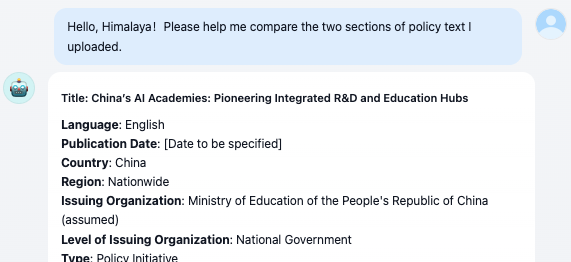 Hello, Himalaya!  Please help me compare the two sections of policy text I
uploaded.
Title: China's AI Academies: Pioneering Integrated R&D and Education Hubs
Language: English
Publication Date: [Date to be specified]
Country: China
Region: Nationwide
Issuing Organization: Ministry of Education of the People's Republic of China
(assumed)
Level of Issuing Organization: National Government
Type: Policy Initiative